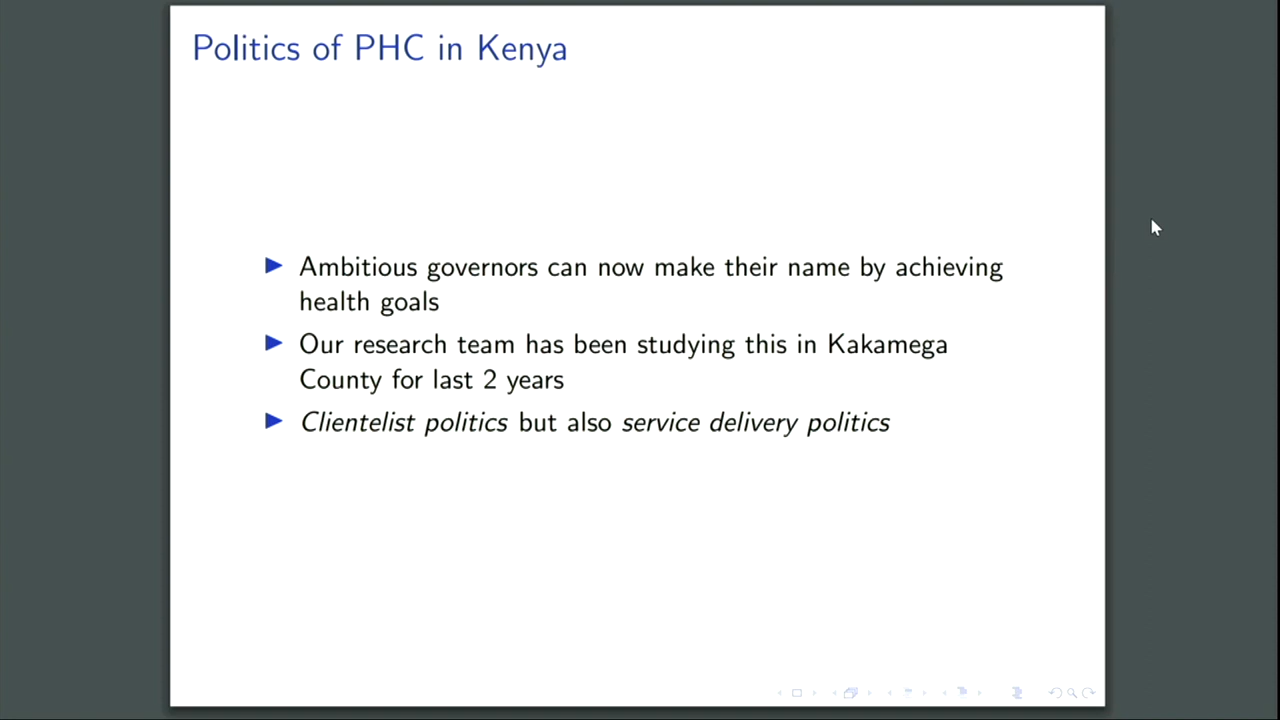 Politics of PHC in Kenya
Ambitious governors can now make their name by achieving
health goals
Our research team has been studying this in Kakamega
County for last 2 years
Clientelist politics but also service delivery politics